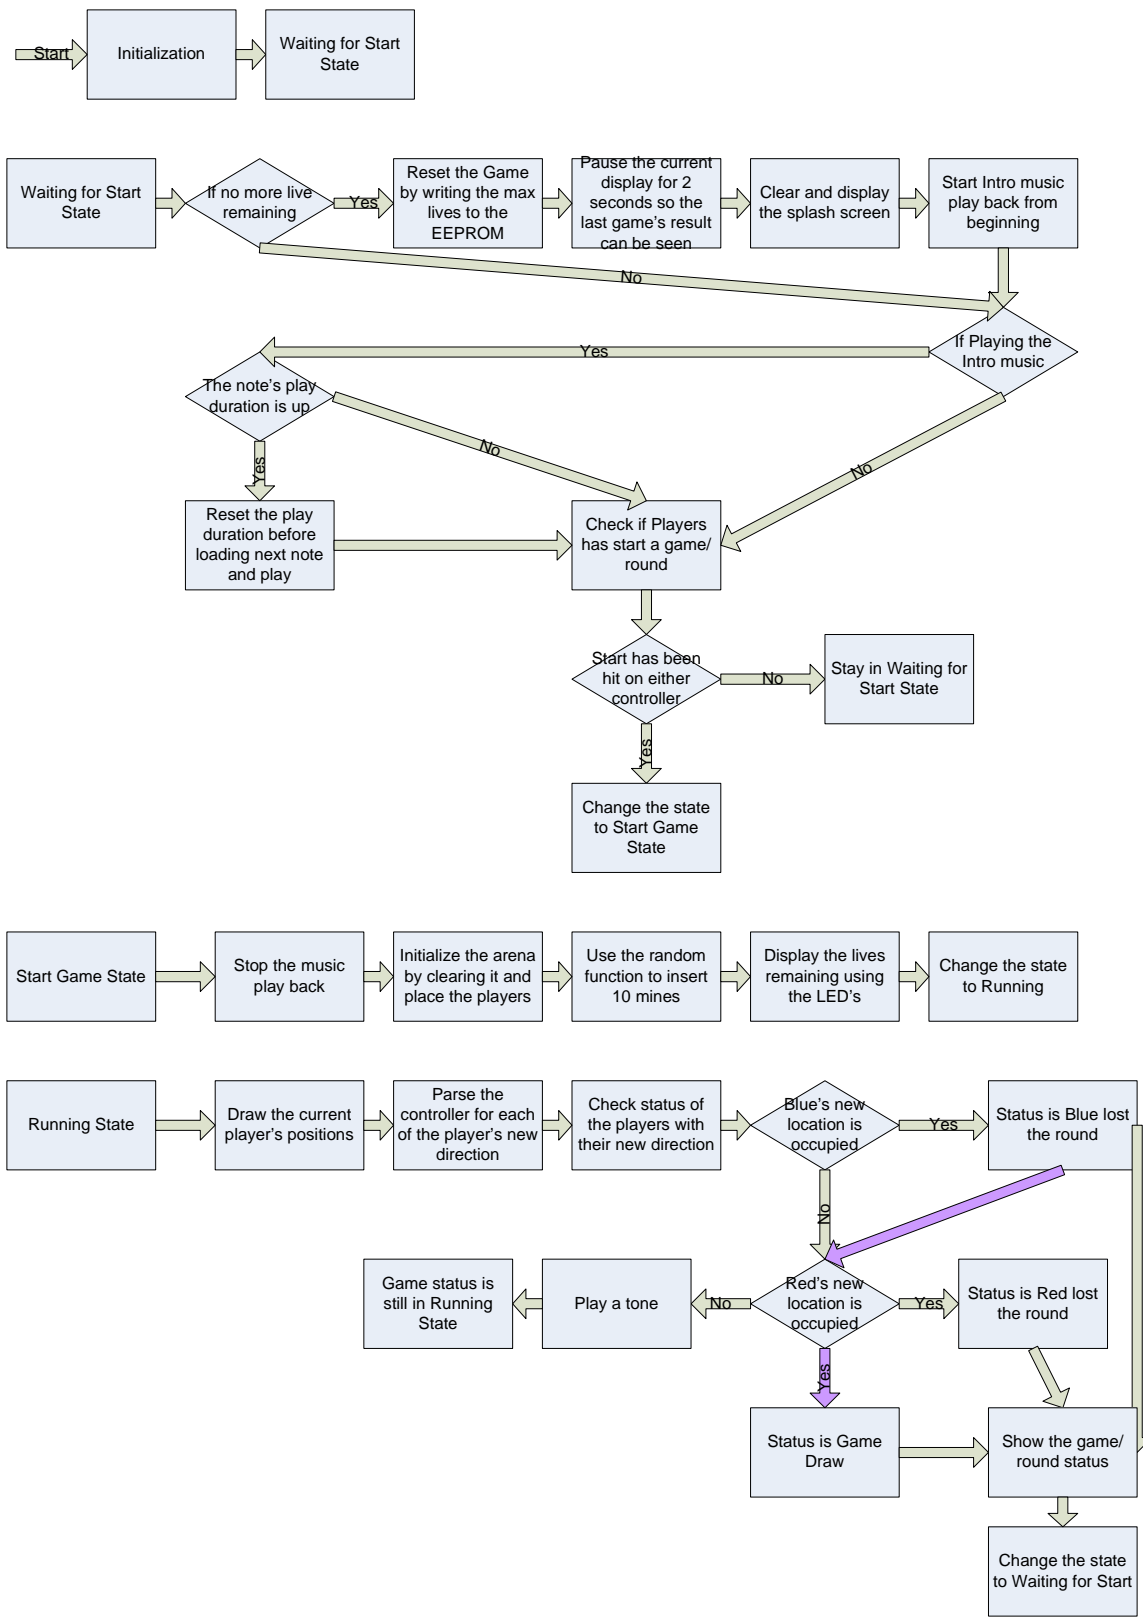 Start
Initialization
Waiting for Start
State
Waiting for Start
State
If no more live
remaining
Yes
Reset the Game
by writing the max
lives to the
EEPROM
Pause the current
display for 2
seconds so the
last game's result
can be seen
Clear and display
the splash screen
Start Intro music
play back from
beginning
No
If Playing the
Intro music
Yes
The note's play
duration is up
No
No
Yes
Reset the play
duration before
loading next note
and play
Check if Players
has start a game/
round
Start has been
hit on either
controller
No
Stay in Waiting for
Start State
Yes
Change the state
to Start Game
State
Start Game State
Stop the music
play back
Initialize the arena
by clearing it and
place the players
Use the random
function to insert
10 mines
Display the lives
remaining using
the LED's
Change the state
to Running
Running State
Draw the current
player's positions
Parse the
controller for each
of the player's new
direction
Check status of
the players with
their new direction
Blue's new
location is
occupied
Yes
Status is Blue lost
the round
No
Game status is
still in Running
State
Play a tone
No
Red's new
location is
occupied
Yes
Status is Red lost
the round
Yes
Status is Game
Draw
Show the game/
round status
Change the state
to Waiting for Start